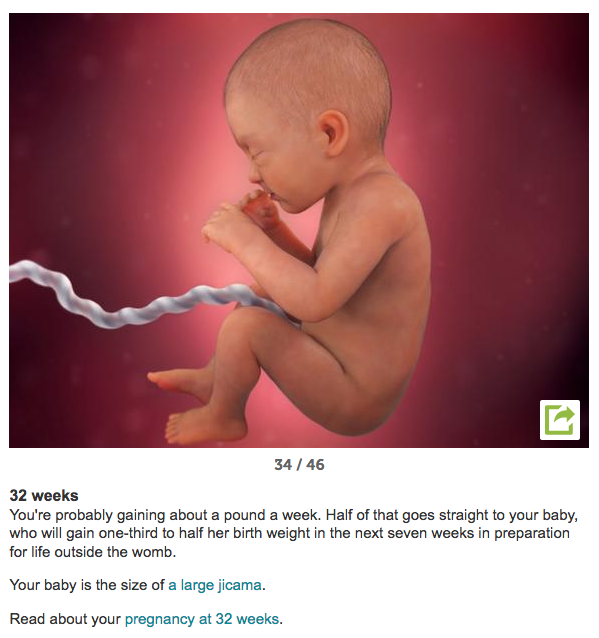 34 / 46
32 weeks
You're probably gaining about a pound a week. Half of that goes straight to your baby,
who will gain one-third to half her birth weight in the next seven weeks in preparation
for life outside the womb.
Your baby is the size of a large jicama.
Read about your pregnancy at 32 weeks.